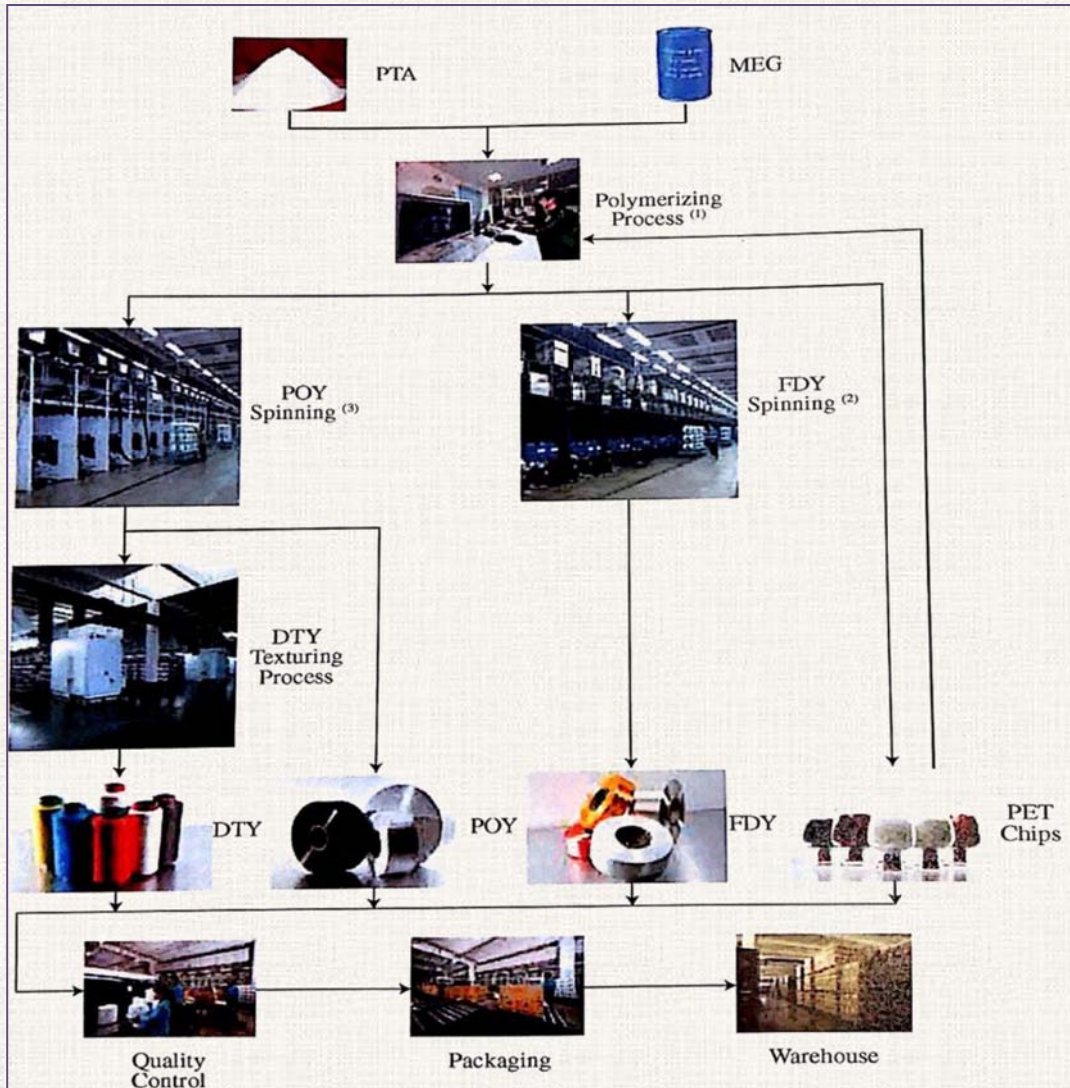 PTA
MEG
Polymerizing
Process (1)
POY
Spinning (3)
FDY
Spinning (2)
DTY
Texturing
Process
DTY
POY
FDY
PET
Chips
Quality
Control
Packaging
Warehouse